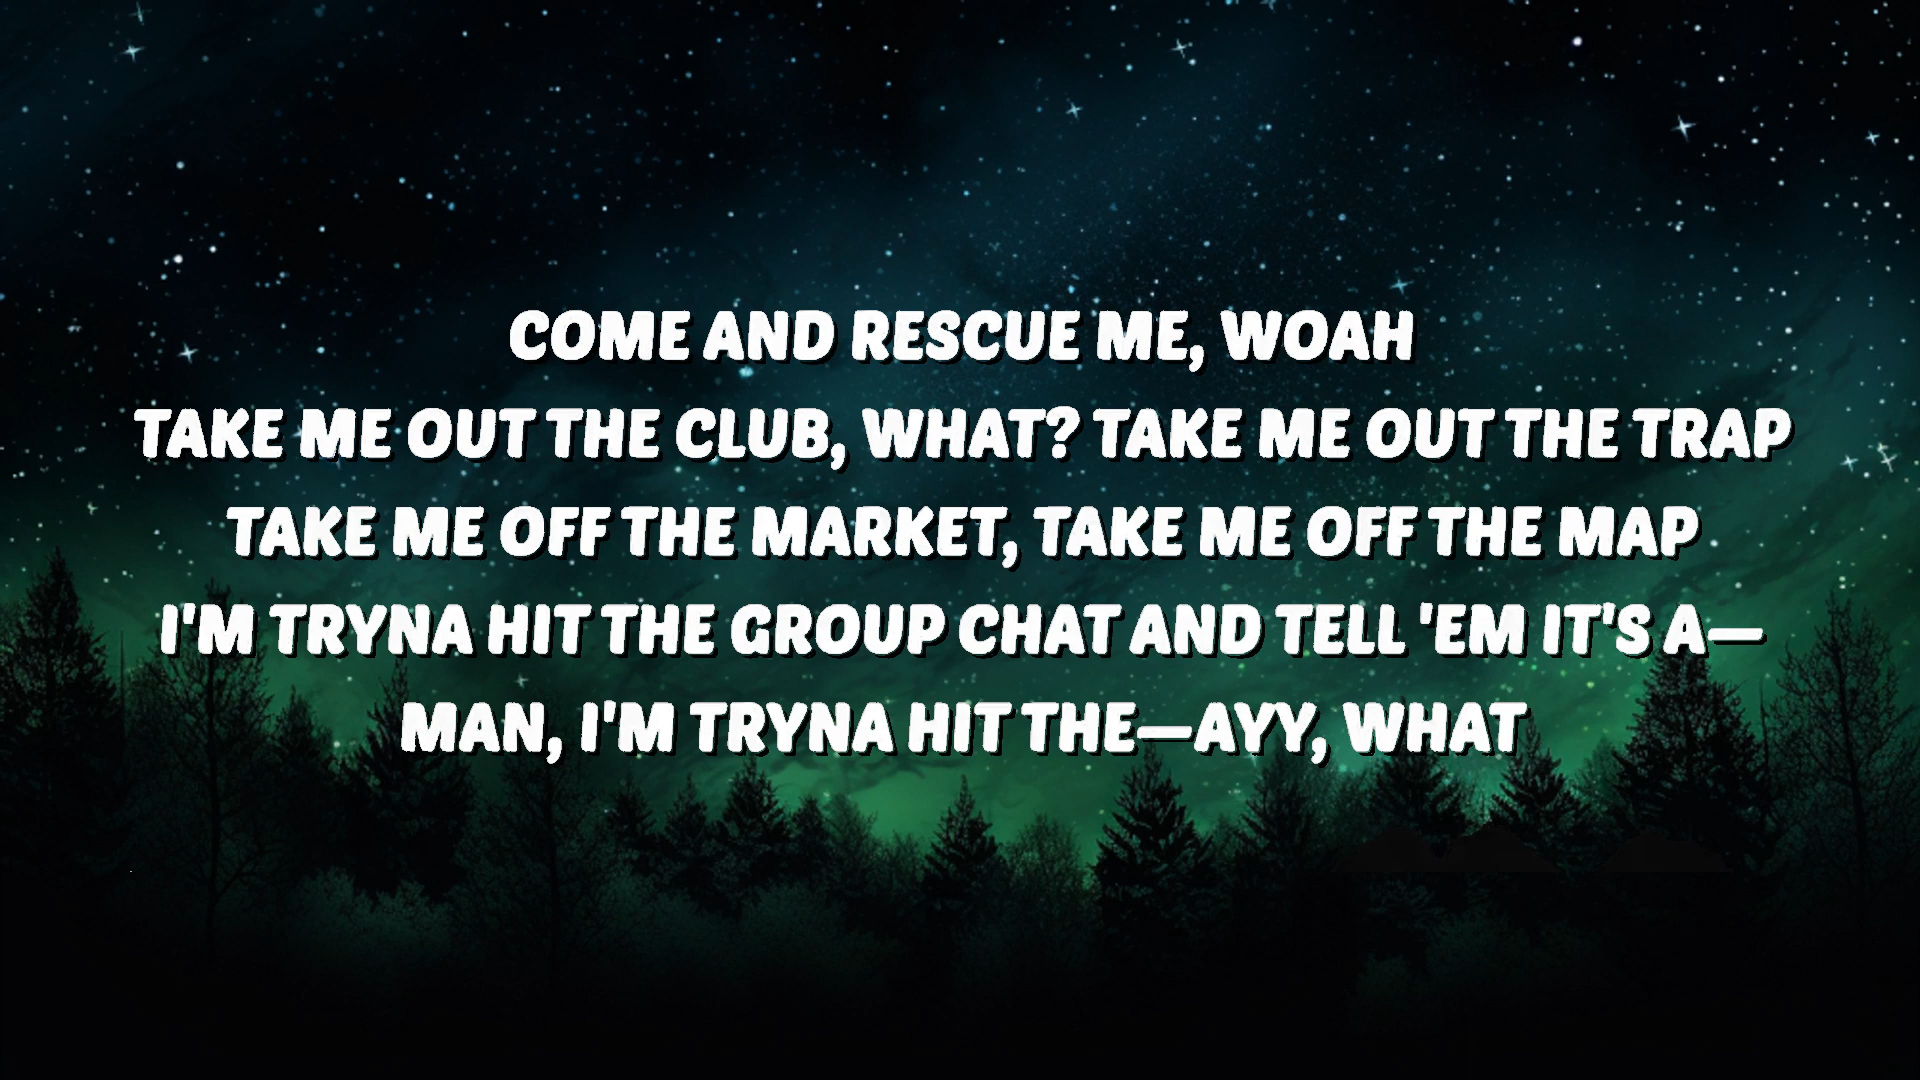 COME AND RESCUE ME, WOAH
TAKE ME OUT THE CLUB, WHAT? TAKE ME OUT THE TRAP
TAKE ME OFF THE MARKET, TAKE ME OFF THE MAP
I'M TRYNA HIT THE GROUP CHAT AND TELL 'EM IT'S A—
MAN, I'M TRYNA HIT THE—AYY, WHAT